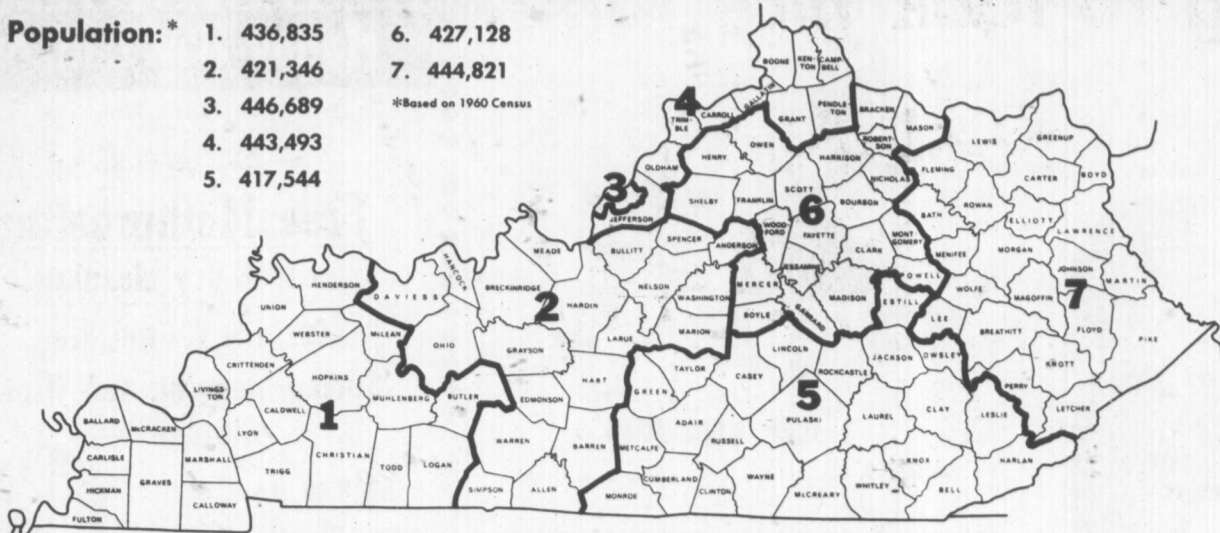 Population:* 1. 436,835 6. 427,128
2. 421,346 7. 444,821
3. 446,689 *Based on 1960 Census
4. 443,493
5. 417,544
BOONE
KEN-
TON
CAMP-
BELL
GALLATIN
4
TRIM-
BLE
CARROLL
GRANT
PENDLE-
TON
BRACKEN
MASON
ROBERT-
SON
LEWIS
GREENUP
OLDHAM
HENRY
OWEN
HARRISON
NICHOLAS
FLEMING
CARTER
BOYD
3
JEFFERSON
SHELBY
FRANKLIN
SCOTT
6
BOURBON
BATH
ROWAN
ELLIOTT
LAWRENCE
MEADE
BULLITT
SPENCER
ANDERSON
WOOD-
FORD
FAYETTE
CLARK
MONT-
GOMERY
MENIFEE
MORGAN
JOHNSON
MARTIN
HANCOCK
BRECKINRIDGE
2
HARDIN
NELSON
WASHINGTON
MERCER
JESSAMINE
MADISON
POWELL
ESTILL
WOLFE
LEE
MAGOFFIN
7
FLOYD
PIKE
HENDERSON
DAVIESS
UNION
WEBSTER
McLEAN
OHIO
GRAYSON
LARUE
MARION
BOYLE
GARRARD
LINCOLN
JACKSON
OWSLEY
BREATHITT
KNOTT
CRITTENDEN
HOPKINS
MUHLENBERG
BUTLER
EDMONSON
HART
GREEN
TAYLOR
CASEY
5
ROCKCASTLE
PERRY
LETCHER
LIVINGS-
TON
CALDWELL
1
LYON
WARREN
BARREN
METCALFE
ADAIR
RUSSELL
PULASKI
LAUREL
CLAY
LESLIE
BALLARD
McCRACKEN
CARLISLE
GRAVES
MARSHALL
TRIGG
CHRISTIAN
TODD
LOGAN
SIMPSON
ALLEN
MONROE
CUMBERLAND
CLINTON
WAYNE
McCREARY
WHITLEY
KNOX
BELL
HARLAN
HICKMAN
FULTON
CALLOWAY